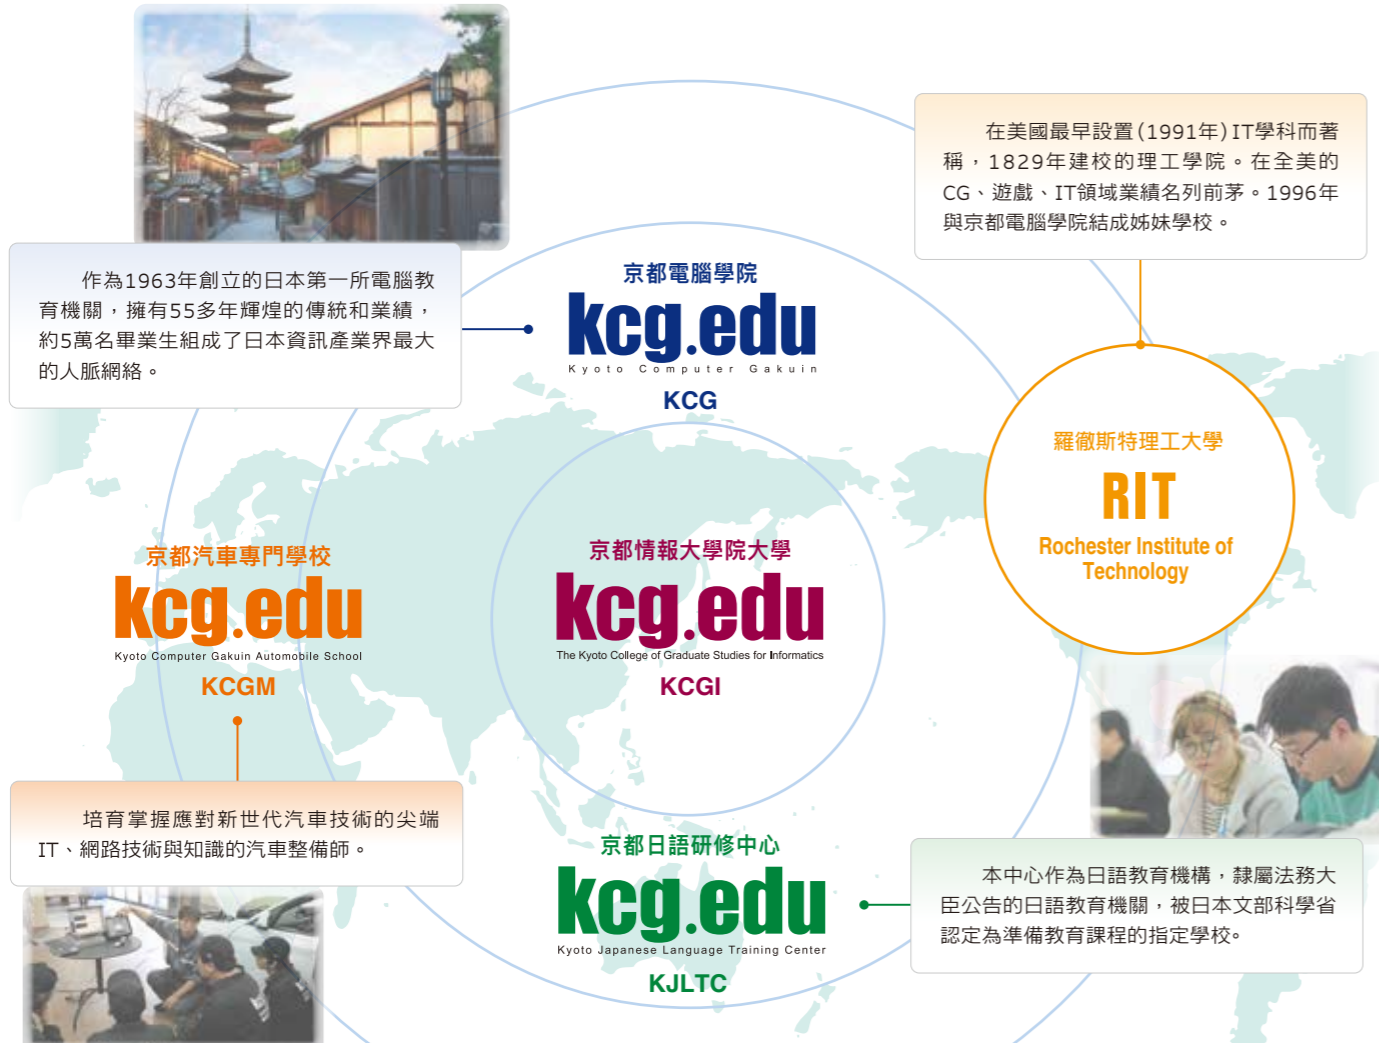 在美國最早設置(1991年)IT學科而著
稱，1829年建校的理工學院。在全美的
CG、遊戲、IT領域業績名列前茅。1996年
與京都電腦學院結成姊妹學校。
作為1963年創立的日本第一所電腦教
育機關，擁有55多年輝煌的傳統和業績，
約5萬名畢業生組成了日本資訊產業界最大
的人脈網絡。
京都電腦學院
kcg.edu
Kyoto Computer Gakuin
KCG
羅徹斯特理工大學
RIT
Rochester Institute of
Technology
京都汽車專門學校
kcg.edu
Kyoto Computer Gakuin Automobile School
KCGM
京都情報大學院大學
kcg.edu
The Kyoto College of Graduate Studies for Informatics
KCGI
培育掌握應對新世代汽車技術的尖端
IT、網路技術與知識的汽車整備師。
京都日語研修中心
kcg.edu
Kyoto Japanese Language Training Center
KJLTC
本中心作為日語教育機構，隸屬法務大
臣公告的日語教育機關，被日本文部科學省
認定為準備教育課程的指定學校。